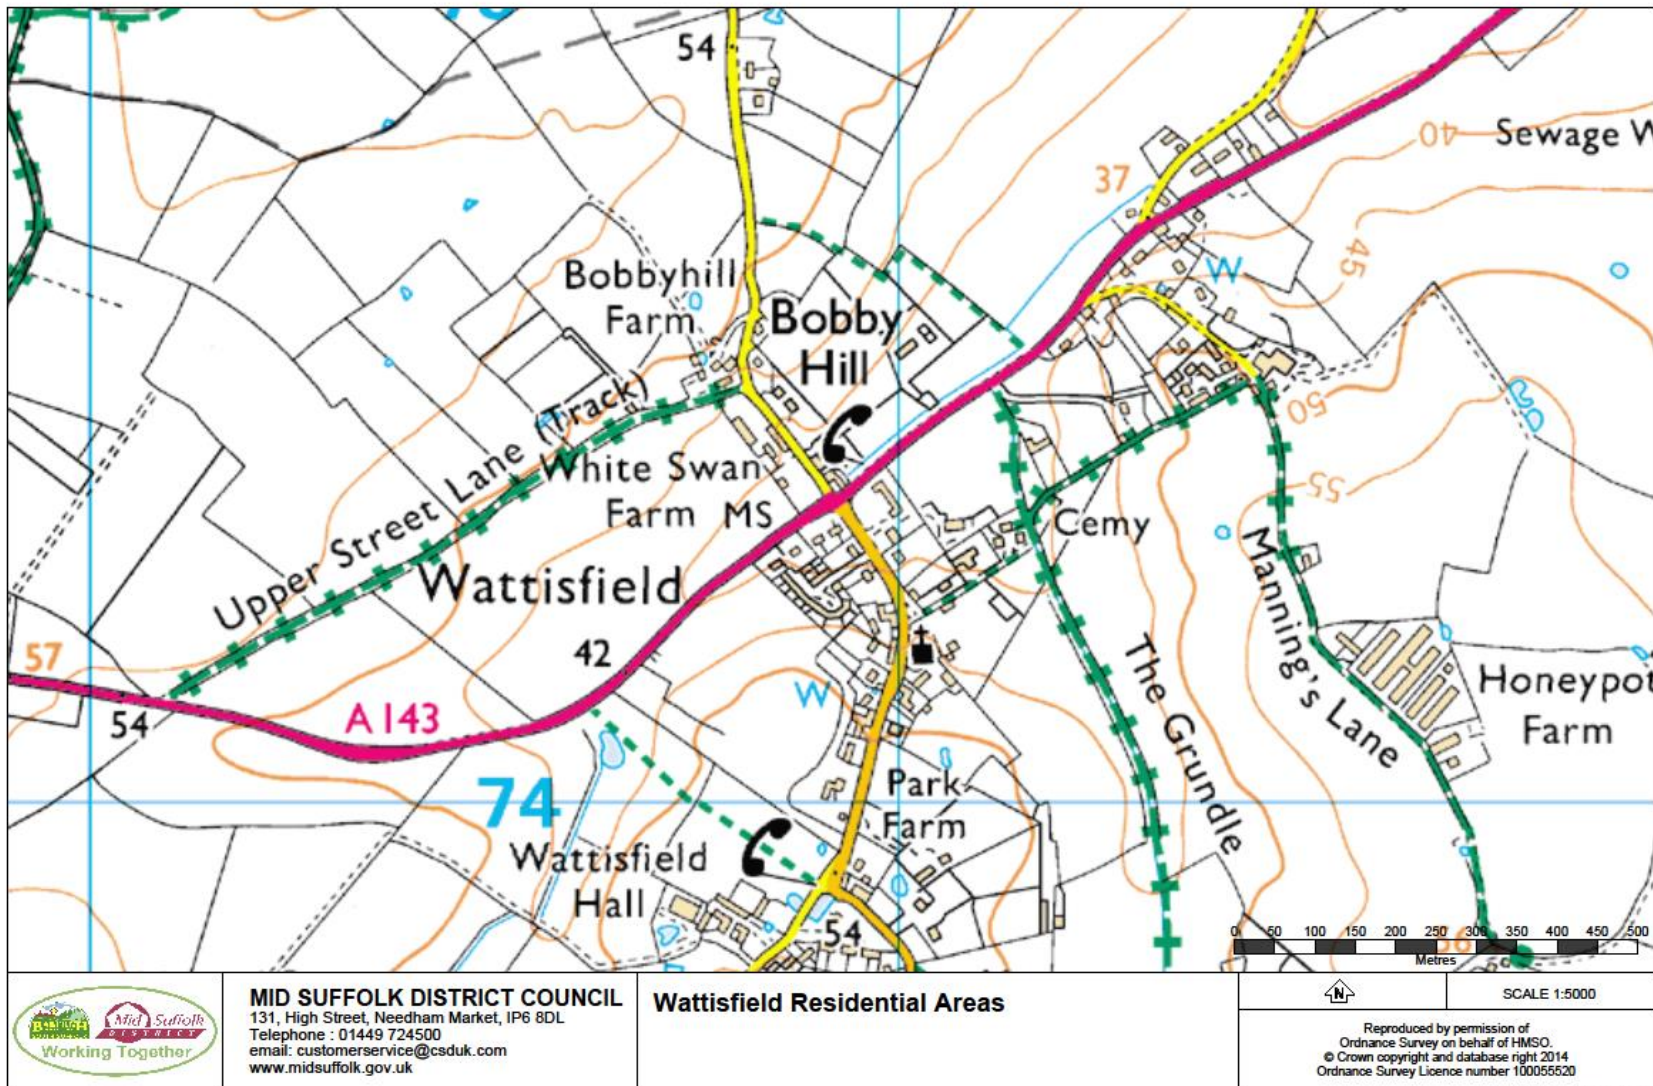 54
37
40
Sewage W
45
W
Bobbyhill
Farm
Bobby
Hill
50
55
Upper Street Lane (Track)
White Swan
Farm MS
Cemy
Wattisfield
42
57
54
A 143
W
The Grundle
Manning's Lane
Honeypot
Farm
74
Park
Farm
Wattisfield
Hall
54
56
0 50 100 150 200 250 300 350 400 450 500
Metres
BABERGH
Mid Suffolk
DISTRICT
Working Together
MID SUFFOLK DISTRICT COUNCIL
131, High Street, Needham Market, IP6 8DL
Telephone : 01449 724500
email: customerservice@csduk.com
www.midsuffolk.gov.uk
Wattisfield Residential Areas
N
SCALE 1:5000
Reproduced by permission of
Ordnance Survey on behalf of HMSO.
© Crown copyright and database right 2014
Ordnance Survey Licence number 100055520